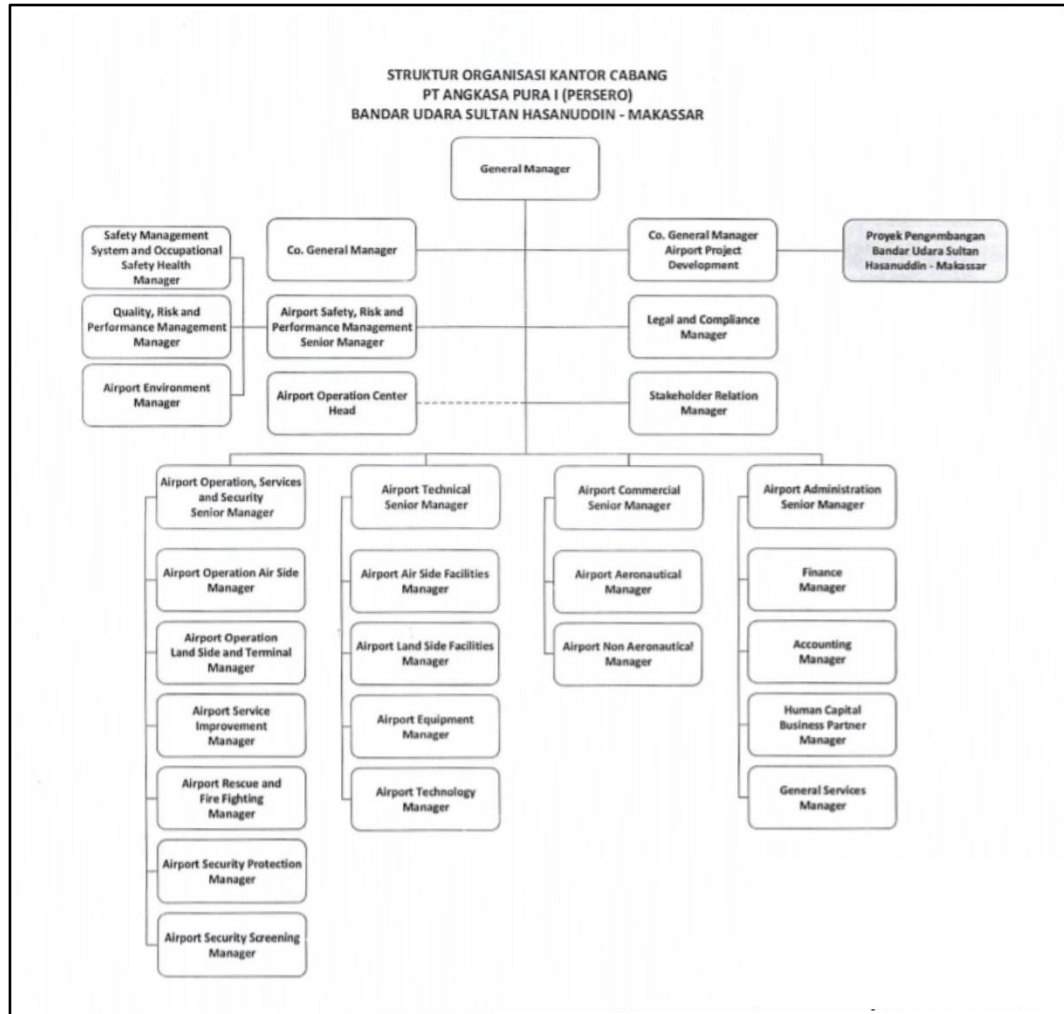 STRUKTUR ORGANISASI KANTOR CABANG
PT ANGKASA PURA I (PERSERO)
BANDAR UDARA SULTAN HASANUDDIN - MAKASSAR
General Manager
Safety Management
System and Occupational
Safety Health
Manager
Co. General Manager
Co. General Manager
Airport Project
Development
Proyek Pengembangan
Bandar Udara Sultan
Hasanuddin - Makassar
Quality, Risk and
Performance Management
Manager
Airport Safety, Risk and
Performance Management
Senior Manager
Legal and Compliance
Manager
Airport Environment
Manager
Airport Operation Center
Head
Stakeholder Relation
Manager
Airport Operation, Services
and Security
Senior Manager
Airport Operation Air Side
Manager
Airport Operation
Land Side and Terminal
Manager
Airport Service
Improvement
Manager
Airport Rescue and
Fire Fighting
Manager
Airport Security Protection
Manager
Airport Security Screening
Manager
Airport Technical
Senior Manager
Airport Air Side Facilities
Manager
Airport Land Side Facilities
Manager
Airport Equipment
Manager
Airport Technology
Manager
Airport Commercial
Senior Manager
Airport Aeronautical
Manager
Airport Non Aeronautical
Manager
Airport Administration
Senior Manager
Finance
Manager
Accounting
Manager
Human Capital
Business Partner
Manager
General Services
Manager